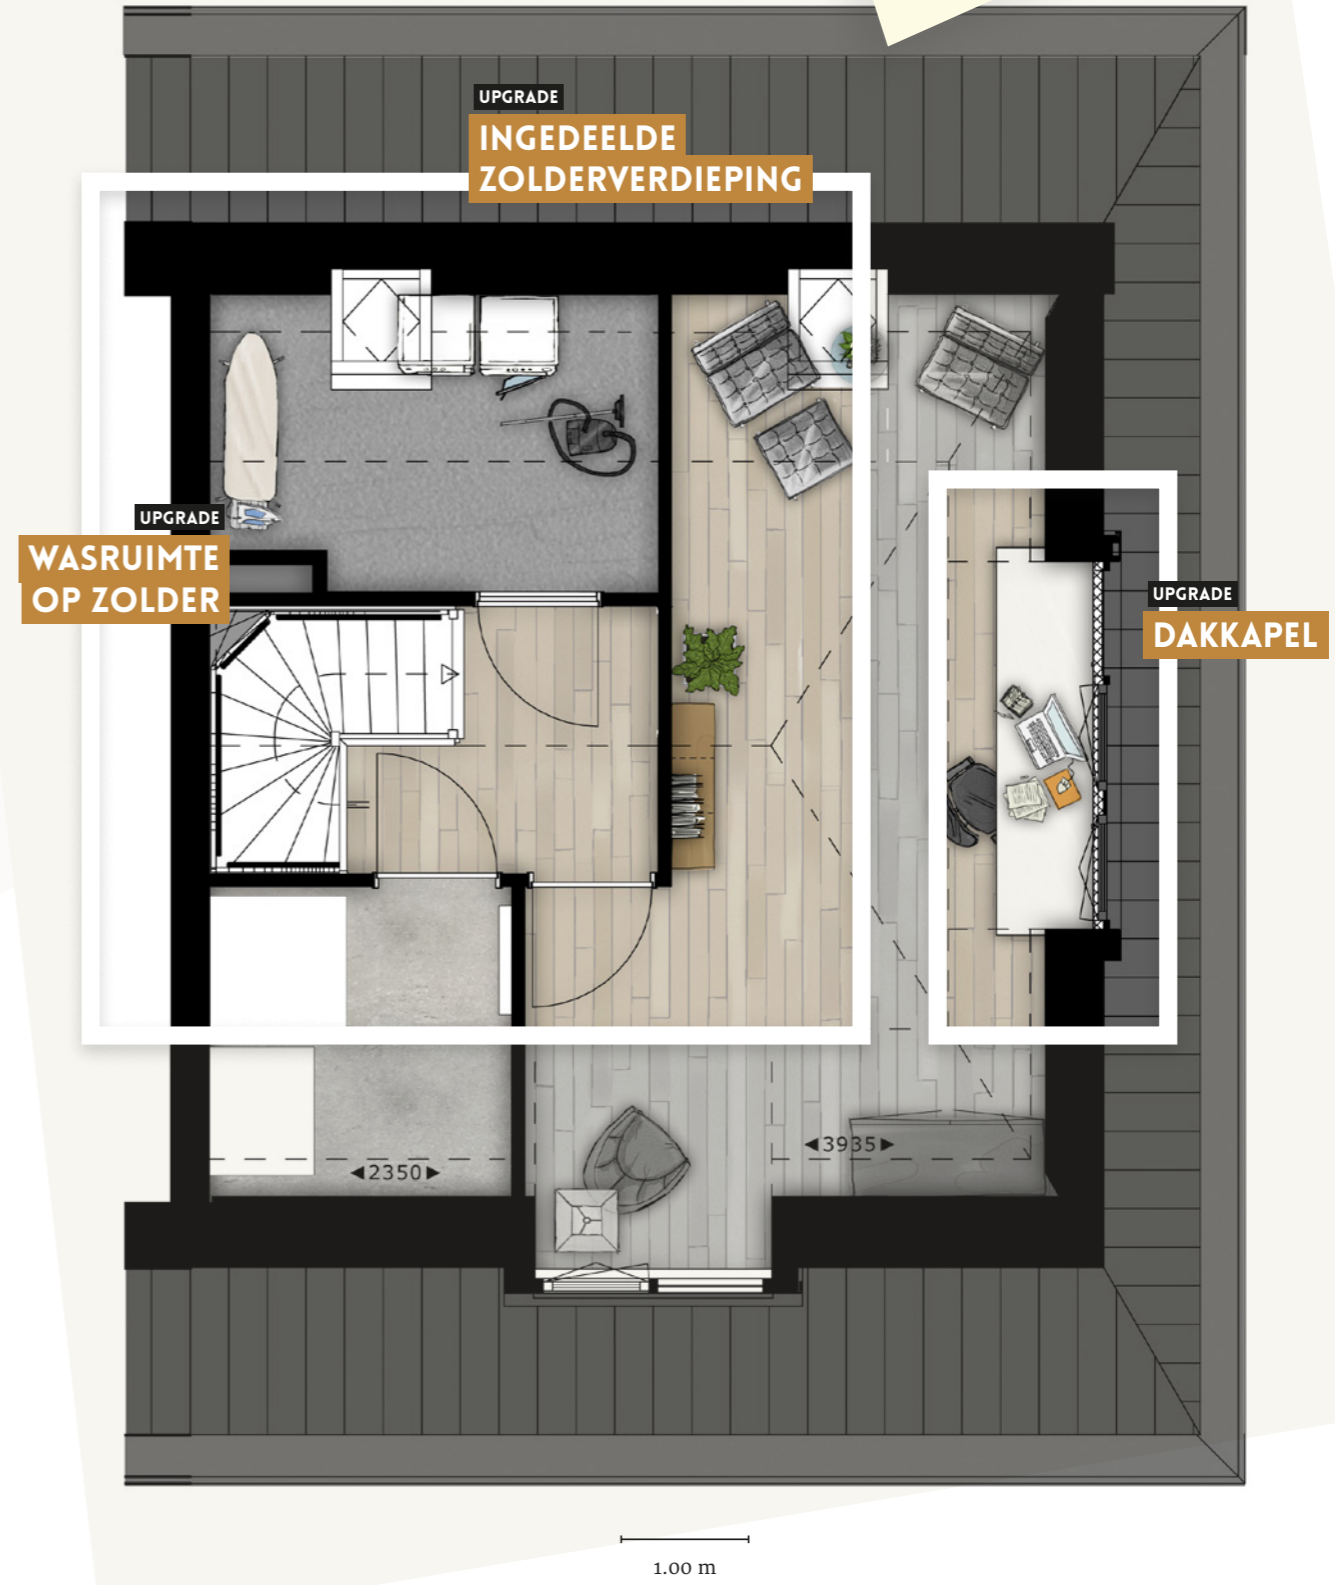 UPGRADE
INGEDEELDE
ZOLDERVERDIEPING
UPGRADE
WASRUIMTE
OP ZOLDER
UPGRADE
DAKKAPEL
3935
2350
1.00 m